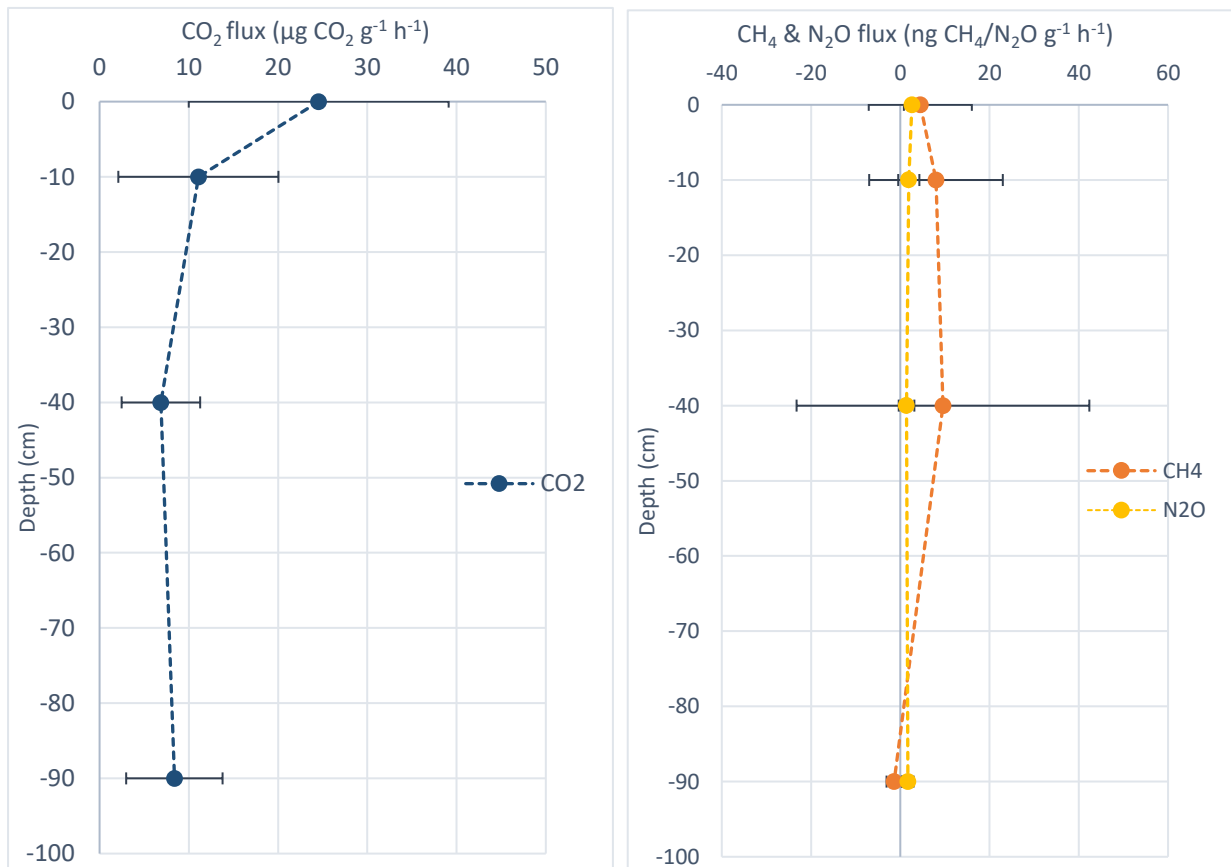 CO₂ flux (µg CO₂ g⁻¹ h⁻¹)
0 10 20 30 40 50
0
-10
-20
-30
-40
-50
-60
-70
-80
-90
-100
Depth (cm)
CO2
CH₄ & N₂O flux (ng CH₄/N₂O g⁻¹ h⁻¹)
-40 -20 0 20 40 60
0
-10
-20
-30
-40
-50
-60
-70
-80
-90
-100
Depth (cm)
CH4
N2O